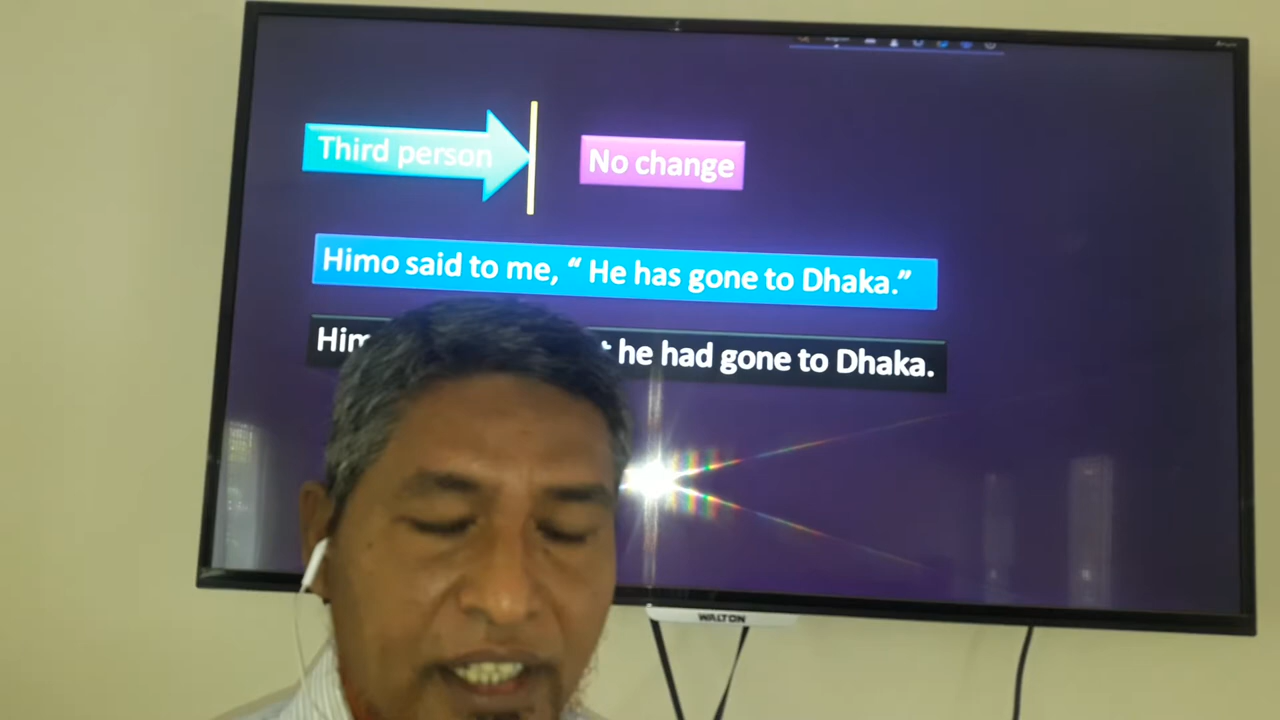 Third person
No change
Himo said to me, “ He has gone to Dhaka.”
he had gone to Dhaka.
WALTON